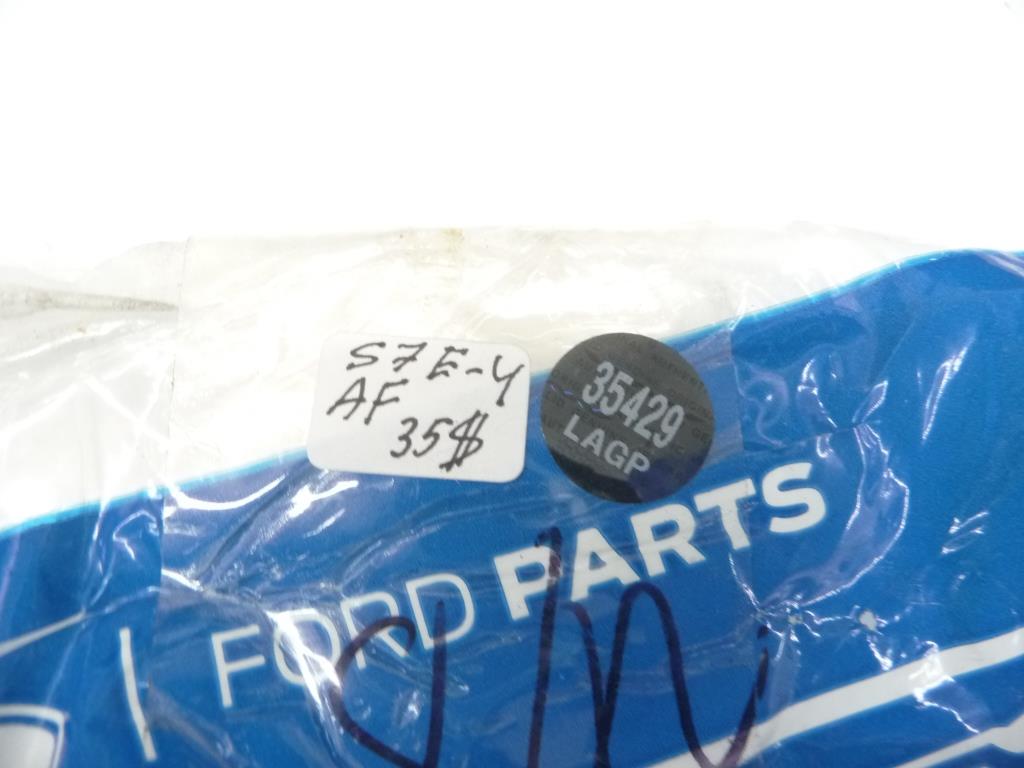 S7E-4
AF
35$
35429
LAGP
FORD PARTS